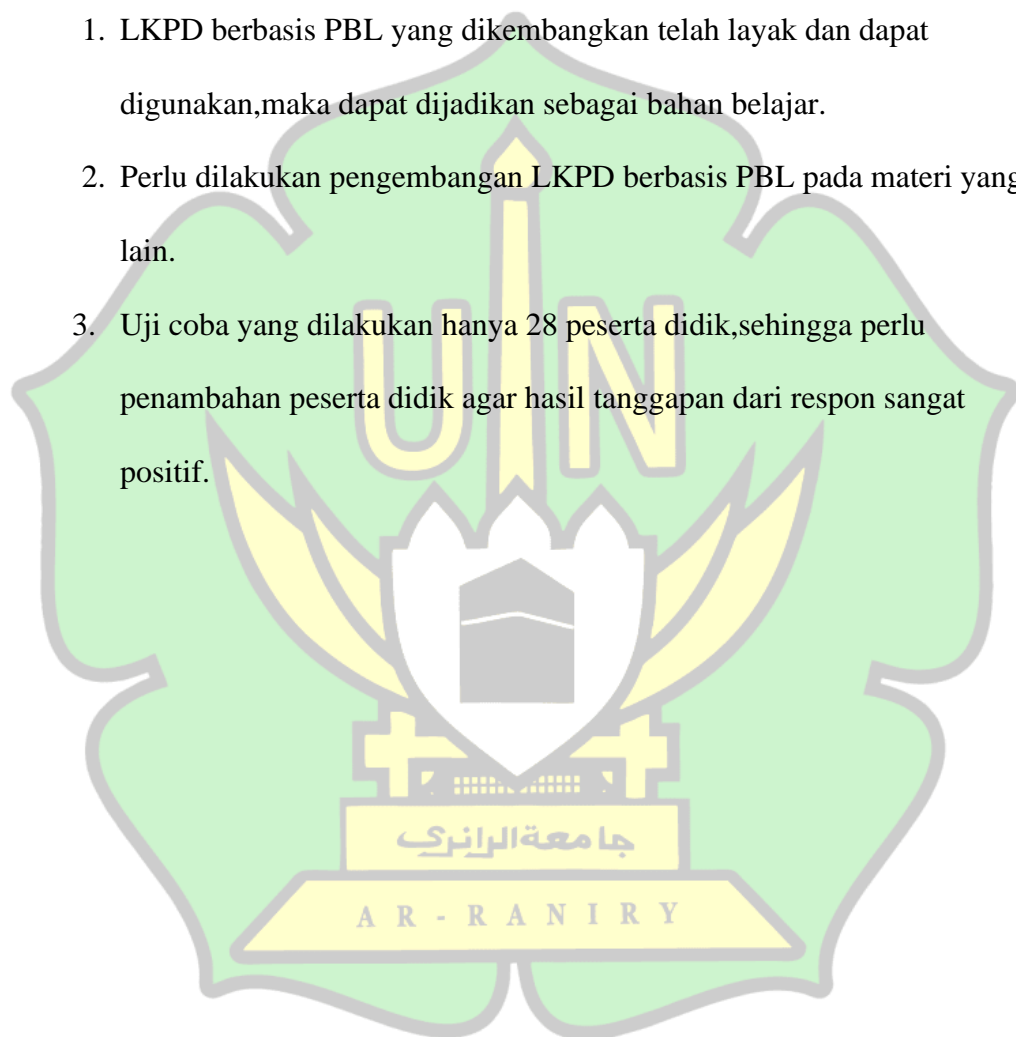 1. LKPD berbasis PBL yang dikembangkan telah layak dan dapat
digunakan,maka dapat dijadikan sebagai bahan belajar.
2. Perlu dilakukan pengembangan LKPD berbasis PBL pada materi yang
lain.
3. Uji coba yang dilakukan hanya 28 peserta didik,sehingga perlu
penambahan peserta didik agar hasil tanggapan dari respon sangat
positif.
UIN
جامعةالرانري
AR-RANIRY